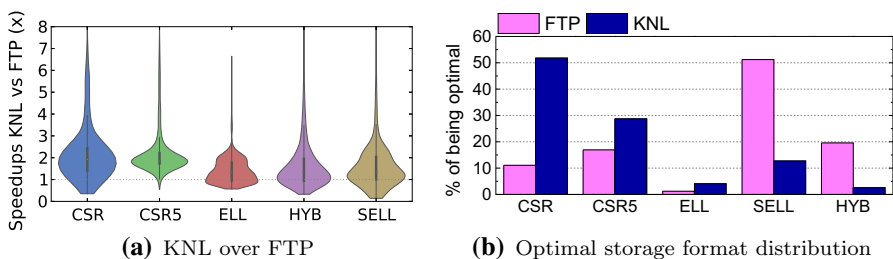 Speedups KNL vs FTP (x)
8
7
6
5
4
3
2
1
0
CSR CSR5 ELL HYB SELL
(a) KNL over FTP
FTP KNL
% of being optimal
60
50
40
30
20
10
0
CSR CSR5 ELL SELL HYB
(b) Optimal storage format distribution